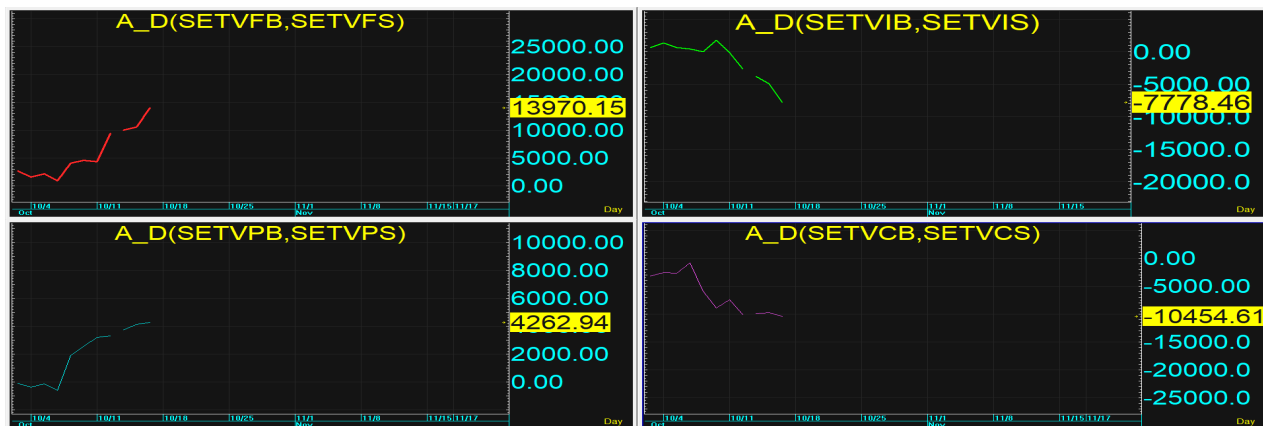 A_D(SETVFB,SETVFS)
25000.00
20000.00
13970.15
10000.00
5000.00
0.00
10/4 10/11 10/18 10/25 11/1 11/8 11/15 11/17
Oct Nov Day
A_D(SETVIB,SETVIS)
0.00
-5000.00
-7778.46
-10000.0
-15000.0
-20000.0
10/4 10/11 10/18 10/25 11/1 11/8 11/15
Oct Nov Day
A_D(SETVPB,SETVPS)
10000.00
8000.00
6000.00
4262.94
2000.00
0.00
10/4 10/11 10/18 10/25 11/1 11/8 11/15 11/17
Oct Nov Day
A_D(SETVCB,SETVCS)
0.00
-5000.00
-10454.61
-15000.0
-20000.0
-25000.0
10/4 10/11 10/18 10/25 11/1 11/8 11/15 11/17
Oct Nov Day